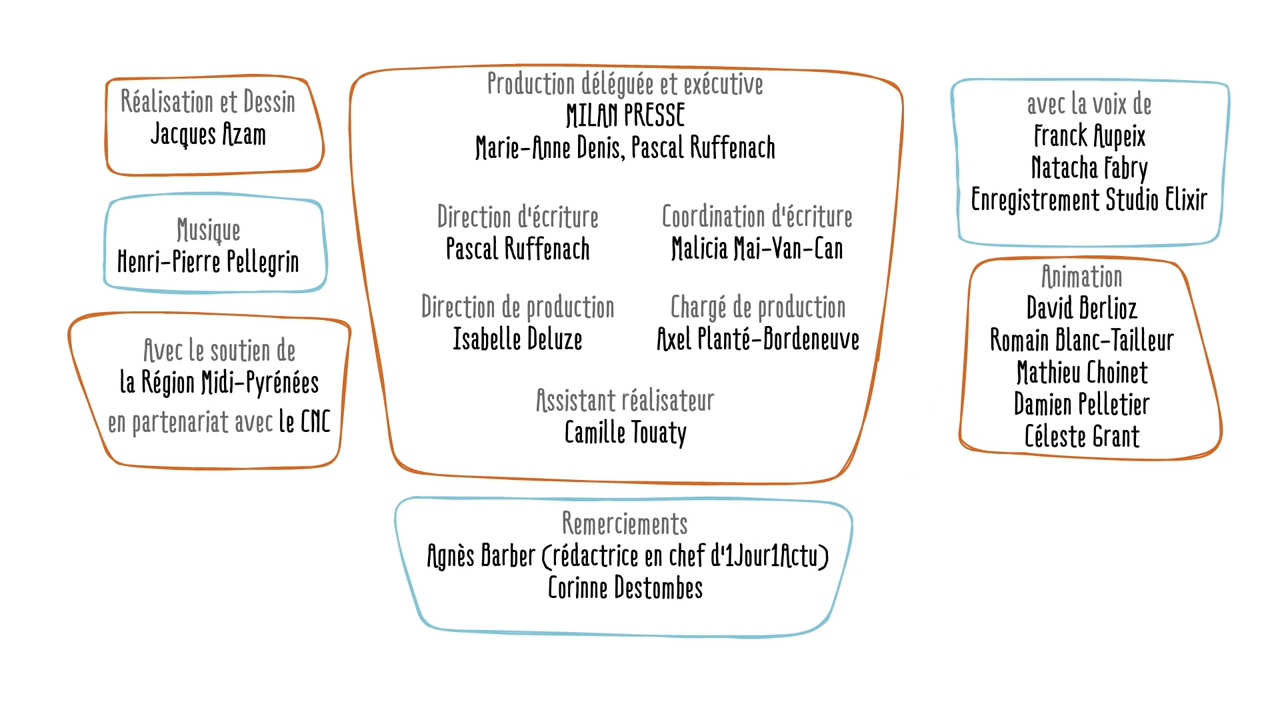 Réalisation et Dessin
Jacques Azam
Musique
Henri-Pierre Pellegrin
Avec le soutien de
la Région Midi-Pyrénées
en partenariat avec le CNC
Production déléguée et exécutive
MILAN PRESSE
Marie-Anne Denis, Pascal Ruffenach
Direction d'écriture
Pascal Ruffenach
Coordination d'écriture
Malicia Mai-Van-Can
Direction de production
Isabelle Deluze
Chargé de production
Axel Planté-Bordeneuve
Assistant réalisateur
Camille Touaty
Remerciements
Agnès Barber (rédactrice en chef d'1Jour1Actu)
Corinne Destombes
avec la voix de
Franck Aupeix
Natacha Fabry
Enregistrement Studio Elixir
Animation
David Berlioz
Romain Blanc-Tailleur
Mathieu Choinet
Damien Pelletier
Céleste Grant